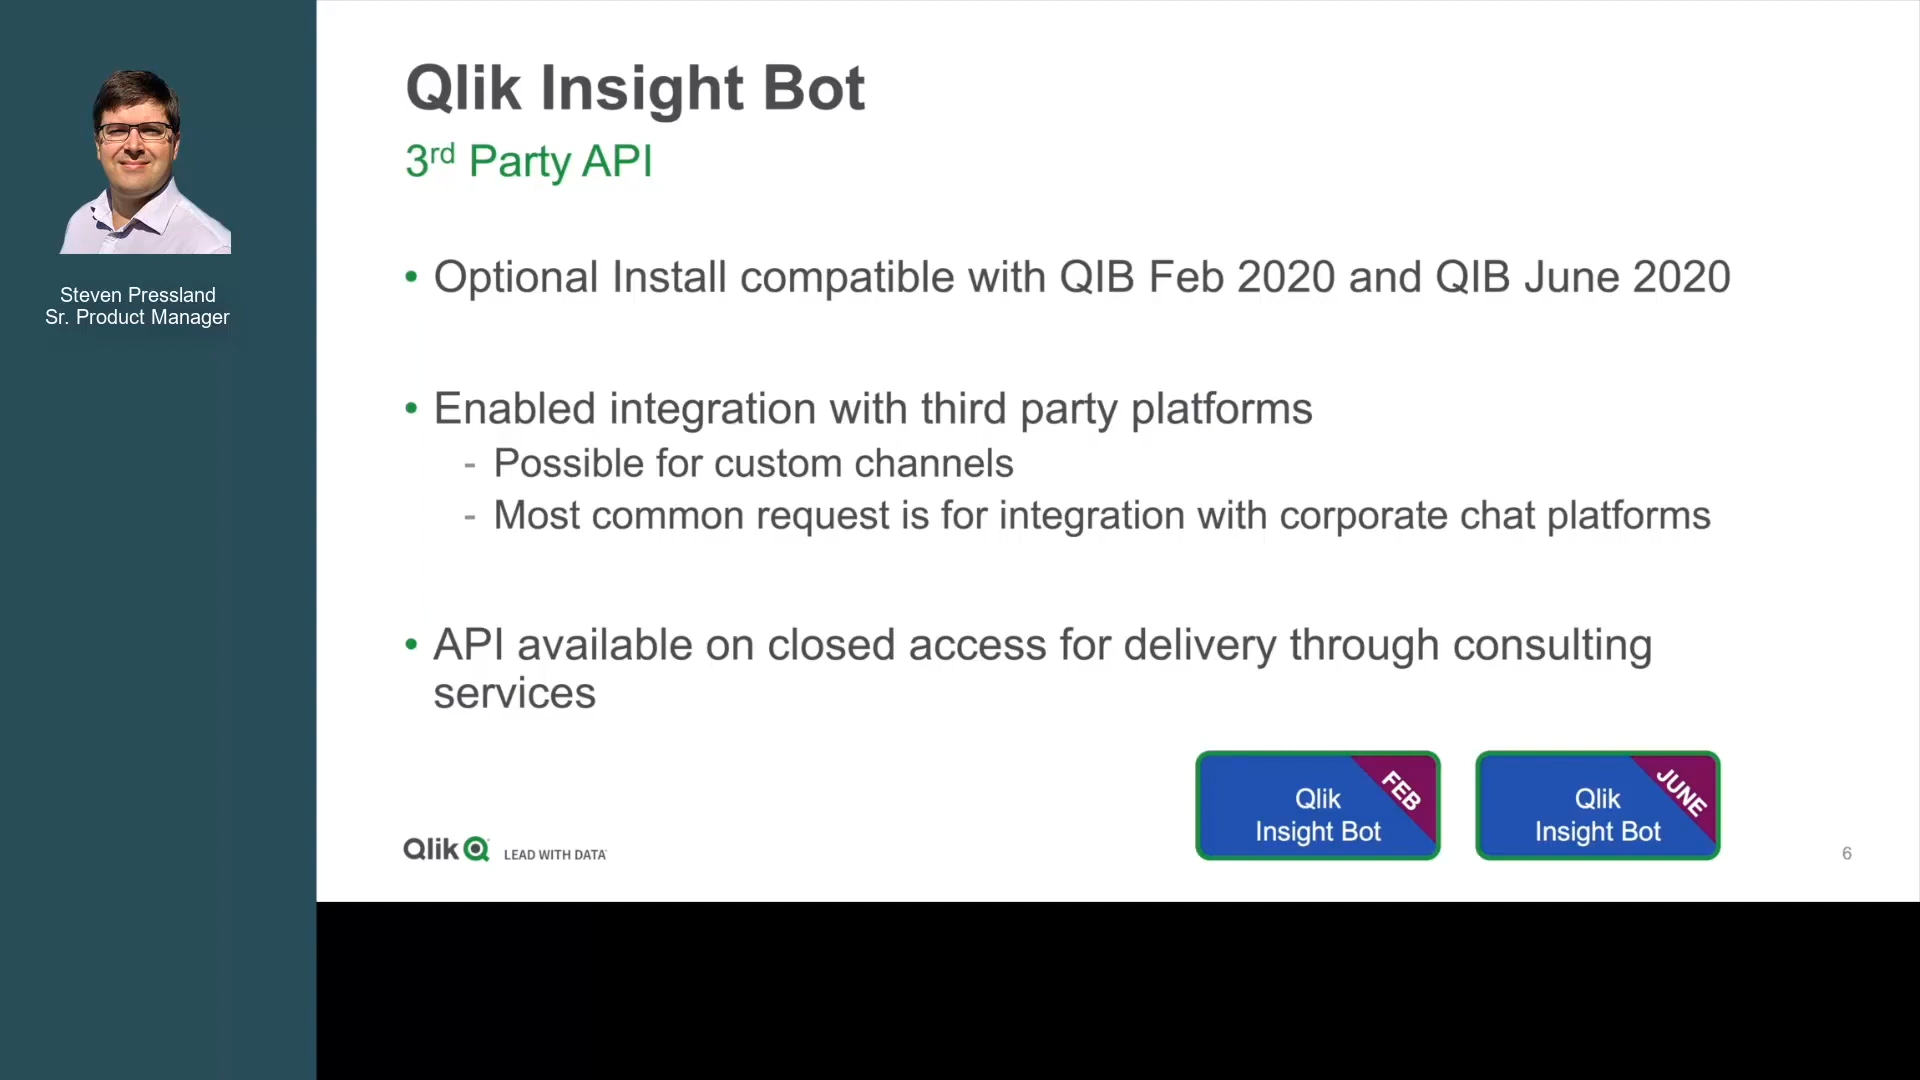 Steven Pressland
Sr. Product Manager
Qlik Insight Bot
3rd Party API
• Optional Install compatible with QIB Feb 2020 and QIB June 2020
• Enabled integration with third party platforms
- Possible for custom channels
- Most common request is for integration with corporate chat platforms
• API available on closed access for delivery through consulting
services
Qlik
Insight Bot
FEB
Qlik
Insight Bot
JUNE
Qlik LEAD WITH DATA
6